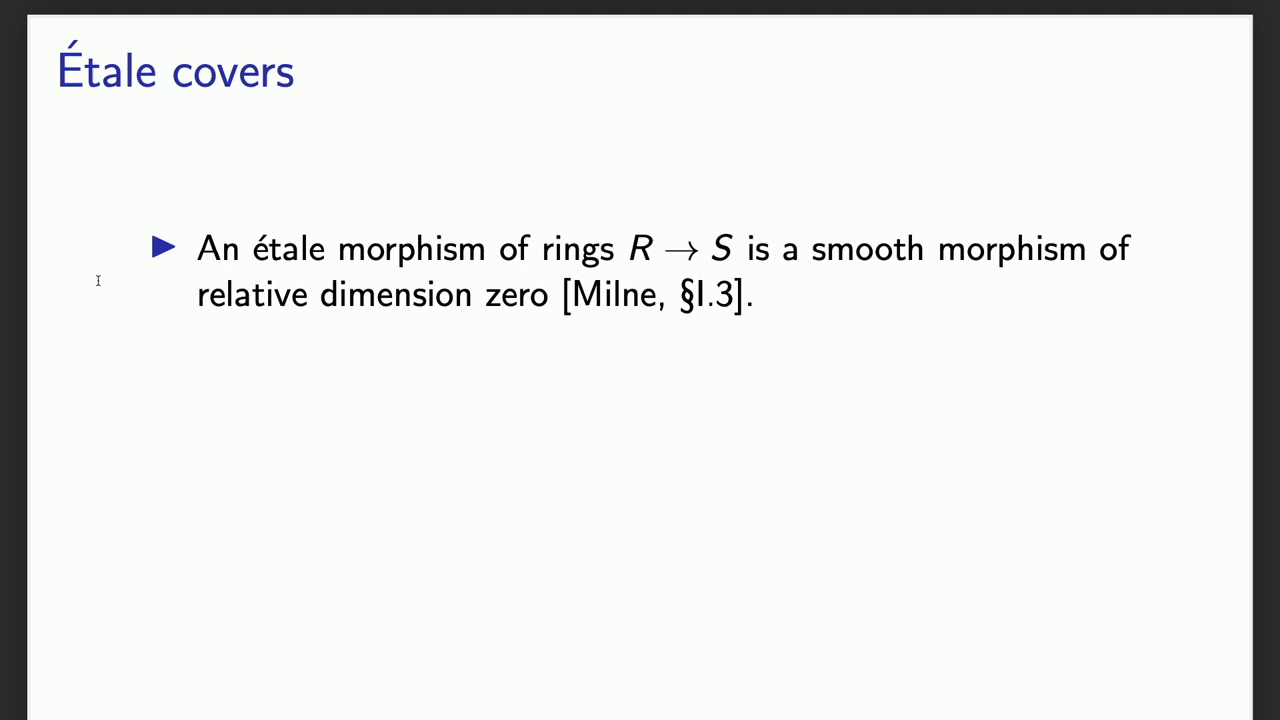 Étale covers
▶ An étale morphism of rings R → S is a smooth morphism of
relative dimension zero [Milne, §I.3].